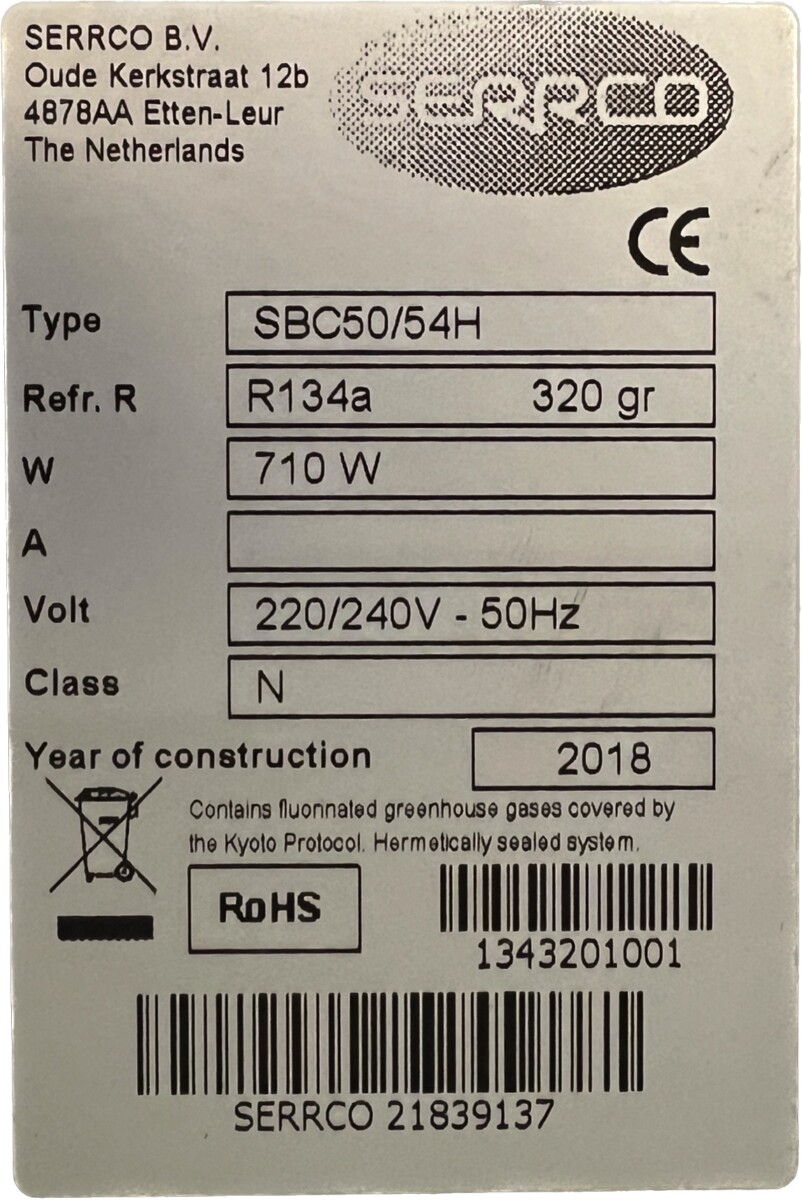 SERRCO B.V.
Oude Kerkstraat 12b
4878AA Etten-Leur
The Netherlands
SERRCO
CE
Type SBC50/54H
Refr. R R134a 320 gr
W 710 W
A
Volt 220/240V - 50Hz
Class N
Year of construction 2018
Contains fluonnated greenhouse gases covered by
the Kyoto Protocol. Hermetically sealed system.
RoHS
1343201001
SERRCO 21839137